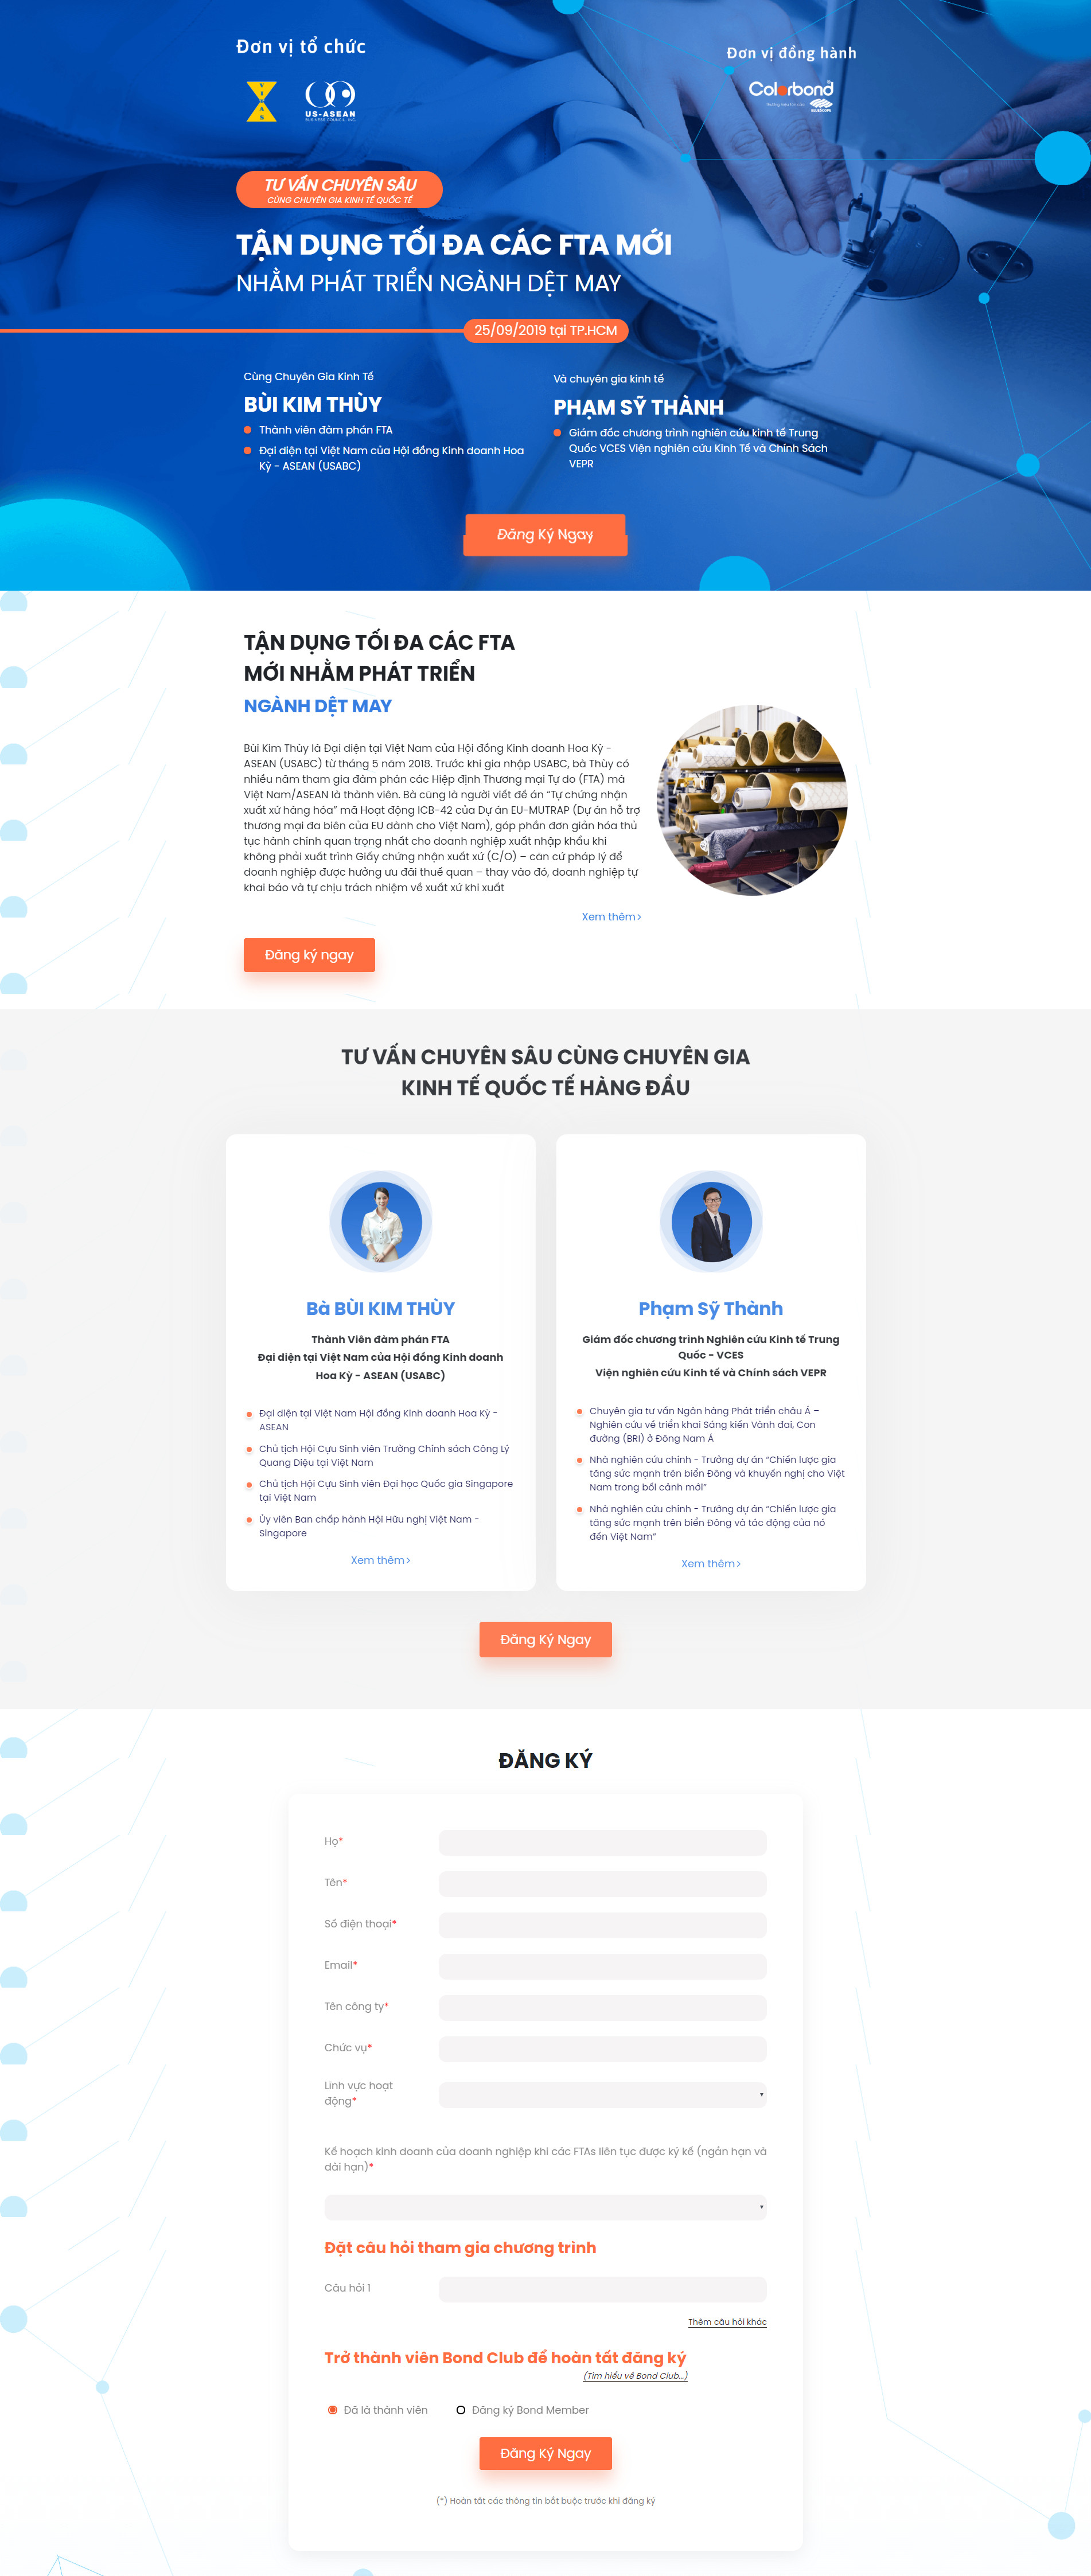 Đơn vị tổ chức
Đơn vị đồng hành
V
I
T
A
S
US-ASEAN
BUSINESS COUNCIL, INC.
Colorbond
TƯ VẤN CHUYÊN SÂU
CÙNG CHUYÊN GIA KINH TẾ QUỐC TẾ
TẬN DỤNG TỐI ĐA CÁC FTA MỚI
NHẰM PHÁT TRIỂN NGÀNH DỆT MAY
25/09/2019 tại TP.HCM
Cùng Chuyên Gia Kinh Tế
BÙI KIM THÙY
Thành viên đàm phán FTA
Đại diện tại Việt Nam của Hội đồng Kinh doanh Hoa
Kỳ - ASEAN (USABC)
Và chuyên gia kinh tế
PHẠM SỸ THÀNH
Giám đốc chương trình nghiên cứu kinh tế Trung
Quốc VCES Viện nghiên cứu Kinh Tế và Chính Sách
VEPR
Đăng Ký Ngay
TẬN DỤNG TỐI ĐA CÁC FTA
MỚI NHẰM PHÁT TRIỂN
NGÀNH DỆT MAY
Bùi Kim Thùy là Đại diện tại Việt Nam của Hội đồng Kinh doanh Hoa Kỳ -
ASEAN (USABC) từ tháng 5 năm 2018. Trước khi gia nhập USABC, bà Thùy có
nhiều năm tham gia đàm phán các Hiệp định Thương mại Tự do (FTA) mà
Việt Nam/ASEAN là thành viên. Bà cũng là người viết đề án “Tự chứng nhận
xuất xứ hàng hóa” mã Hoạt động ICB-42 của Dự án EU-MUTRAP (Dự án hỗ trợ
thương mại đa biên của EU dành cho Việt Nam), góp phần đơn giản hóa thủ
tục hành chính quan trọng nhất cho doanh nghiệp xuất nhập khẩu khi
không phải xuất trình Giấy chứng nhận xuất xứ (C/O) – căn cứ pháp lý để
doanh nghiệp được hưởng ưu đãi thuế quan – thay vào đó, doanh nghiệp tự
khai báo và tự chịu trách nhiệm về xuất xứ khi xuất
Xem thêm
Đăng ký ngay
TƯ VẤN CHUYÊN SÂU CÙNG CHUYÊN GIA
KINH TẾ QUỐC TẾ HÀNG ĐẦU
Bà BÙI KIM THÙY
Thành Viên đàm phán FTA
Đại diện tại Việt Nam của Hội đồng Kinh doanh
Hoa Kỳ - ASEAN (USABC)
Đại diện tại Việt Nam Hội đồng Kinh doanh Hoa Kỳ -
ASEAN
Chủ tịch Hội Cựu Sinh viên Trường Chính sách Công Lý
Quang Diệu tại Việt Nam
Chủ tịch Hội Cựu Sinh viên Đại học Quốc gia Singapore
tại Việt Nam
Ủy viên Ban chấp hành Hội Hữu nghị Việt Nam -
Singapore
Xem thêm
Phạm Sỹ Thành
Giám đốc chương trình Nghiên cứu Kinh tế Trung
Quốc - VCES
Viện nghiên cứu Kinh tế và Chính sách VEPR
Chuyên gia tư vấn Ngân hàng Phát triển châu Á –
Nghiên cứu về triển khai Sáng kiến Vành đai, Con
đường (BRI) ở Đông Nam Á
Nhà nghiên cứu chính - Trưởng dự án “Chiến lược gia
tăng sức mạnh trên biển Đông và khuyến nghị cho Việt
Nam trong bối cảnh mới”
Nhà nghiên cứu chính - Trưởng dự án “Chiến lược gia
tăng sức mạnh trên biển Đông và tác động của nó
đến Việt Nam”
Xem thêm
Đăng Ký Ngay
ĐĂNG KÝ
Họ*
Tên*
Số điện thoại*
Email*
Tên công ty*
Chức vụ*
Lĩnh vực hoạt
động*
Kế hoạch kinh doanh của doanh nghiệp khi các FTAs liên tục được ký kế (ngắn hạn và
dài hạn)*
Đặt câu hỏi tham gia chương trình
Câu hỏi 1
Thêm câu hỏi khác
Trở thành viên Bond Club để hoàn tất đăng ký
(Tìm hiểu về Bond Club...)
Đã là thành viên
Đăng ký Bond Member
Đăng Ký Ngay
(*) Hoàn tất các thông tin bắt buộc trước khi đăng ký